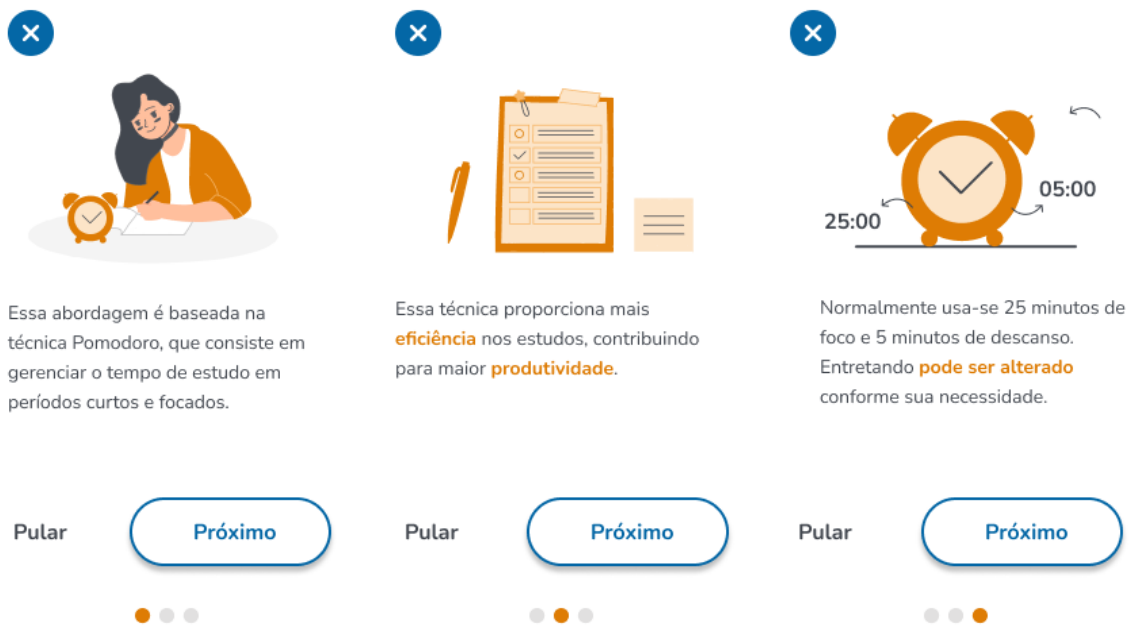 Essa abordagem é baseada na
técnica Pomodoro, que consiste em
gerenciar o tempo de estudo em
períodos curtos e focados.
Pular
Próximo
Essa técnica proporciona mais
eficiência nos estudos, contribuindo
para maior produtividade.
Pular
Próximo
25:00
05:00
Normalmente usa-se 25 minutos de
foco e 5 minutos de descanso.
Entretando pode ser alterado
conforme sua necessidade.
Pular
Próximo